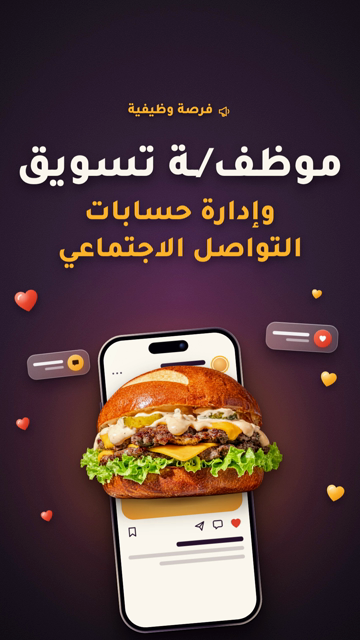 فرصة وظيفية
موظف/ة تسويق
وإدارة حسابات
التواصل الاجتماعي